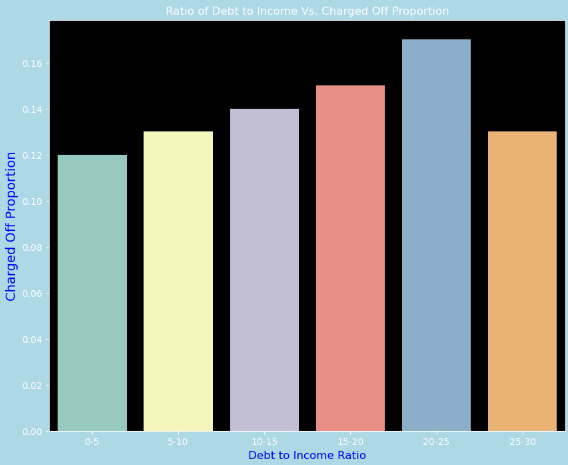 Ratio of Debt to Income Vs. Charged Off Proportion
Charged Off Proportion
0.16
0.14
0.12
0.10
0.08
0.06
0.04
0.02
0.00
0-5 5-10 10-15 15-20 20-25 25-30
Debt to Income Ratio